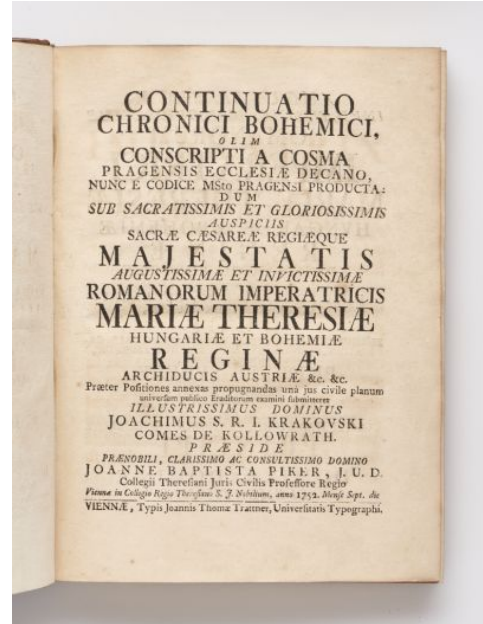 CONTINUATIO
CHRONICI BOHEMICI,
OLIM
CONSCRIPTI A COSMA
PRAGENSIS ECCLESIÆ DECANO,
NUNC E CODICE MSto PRAGENSI PRODUCTA:
DUM
SUB SACRATISSIMIS ET GLORIOSISSIMIS
AUSPICIIS
SACRÆ CÆSAREÆ REGIÆQUE
MAJESTATIS
AUGUSTISSIMÆ ET INVICTISSIMÆ
ROMANORUM IMPERATRICIS
MARIÆ THERESIÆ
HUNGARIÆ ET BOHEMIÆ
REGINÆ
ARCHIDUCIS AUSTRIÆ &c. &c.
Præter Positiones annexas propugnandas unà jus civile planum
universum publico Eruditorum examini submitteret
ILLUSTRISSIMUS DOMINUS
JOACHIMUS S. R. I. KRAKOVSKI
COMES DE KOLLOWRATH.
PRÆSIDE
PRÆNOBILI, CLARISSIMO AC CONSULTISSIMO DOMINO
JOANNE BAPTISTA PIKER, J. U. D.
Collegii Theresiani Juris Civilis Professore Regio
Viennæ in Collegio Regio Theresiano S. J. Nobilium, anno 1752. Mense Sept. die
VIENNÆ, Typis Joannis Thomæ Trattner, Universitatis Typographi.